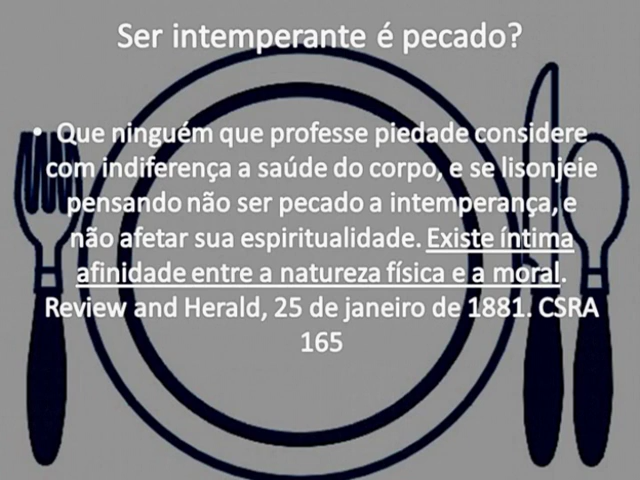 Ser intemperante é pecado?
• Que ninguém que professe piedade considere
com indiferença a saúde do corpo, e se lisonjeie
pensando não ser pecado a intemperança, e
não afetar sua espiritualidade. Existe íntima
afinidade entre a natureza física e a moral.
Review and Herald, 25 de janeiro de 1881. CSRA
165